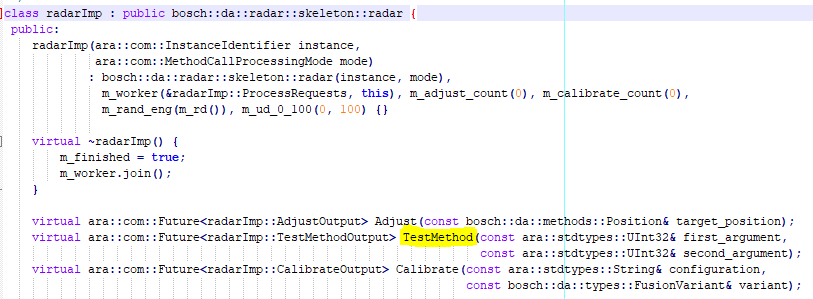 class radarImp : public bosch::da::radar::skeleton::radar {
public:
radarImp(ara::com::InstanceIdentifier instance,
ara::com::MethodCallProcessingMode mode)
: bosch::da::radar::skeleton::radar(instance, mode),
m_worker(&radarImp::ProcessRequests, this), m_adjust_count(0), m_calibrate_count(0),
m_rand_eng(m_rd()), m_ud_0_100(0, 100) {}
virtual ~radarImp() {
m_finished = true;
m_worker.join();
}
virtual ara::com::Future<radarImp::AdjustOutput> Adjust(const bosch::da::methods::Position& target_position);
virtual ara::com::Future<radarImp::TestMethodOutput> TestMethod(const ara::stdtypes::UInt32& first_argument,
const ara::stdtypes::UInt32& second_argument);
virtual ara::com::Future<radarImp::CalibrateOutput> Calibrate(const ara::stdtypes::String& configuration,
const bosch::da::types::FusionVariant& variant);